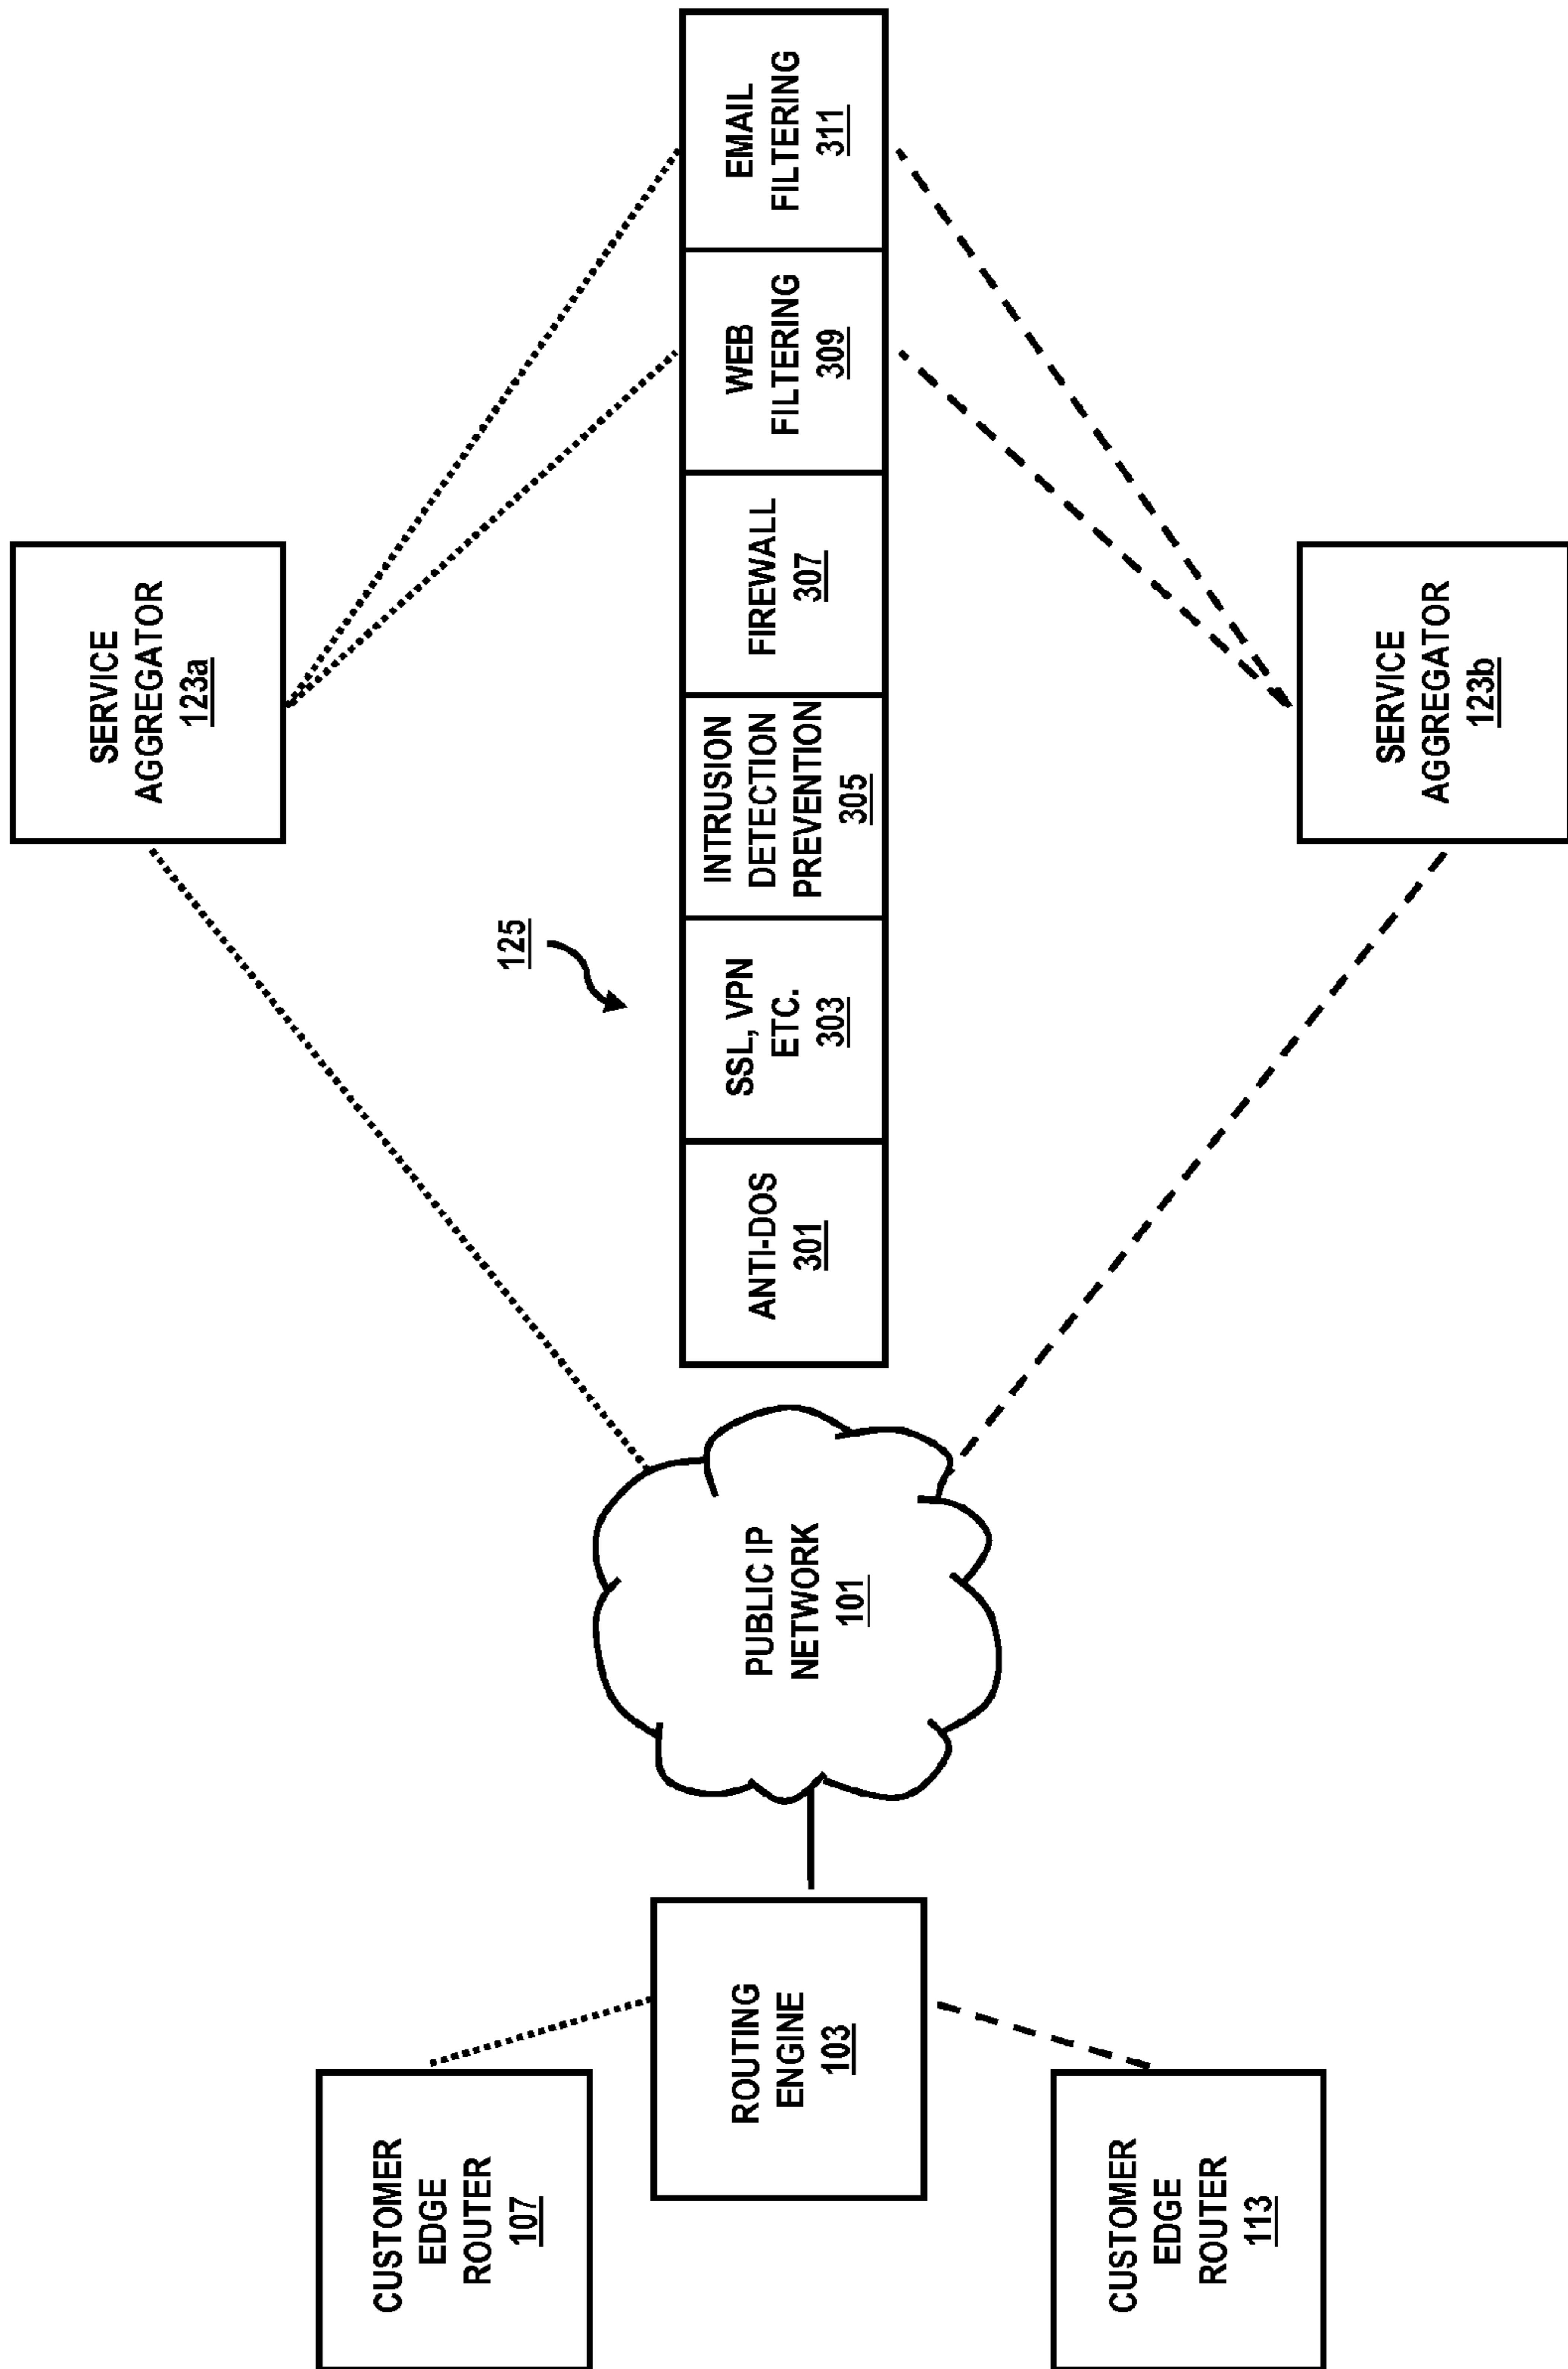 CUSTOMER
EDGE
ROUTER
107
CUSTOMER
EDGE
ROUTER
113
ROUTING
ENGINE
103
PUBLIC IP
NETWORK
101
SERVICE
AGGREGATOR
123a
125
ANTI-DOS
301
SSL, VPN
ETC.
303
INTRUSION
DETECTION
PREVENTION
305
FIREWALL
307
WEB
FILTERING
309
EMAIL
FILTERING
311
SERVICE
AGGREGATOR
123b